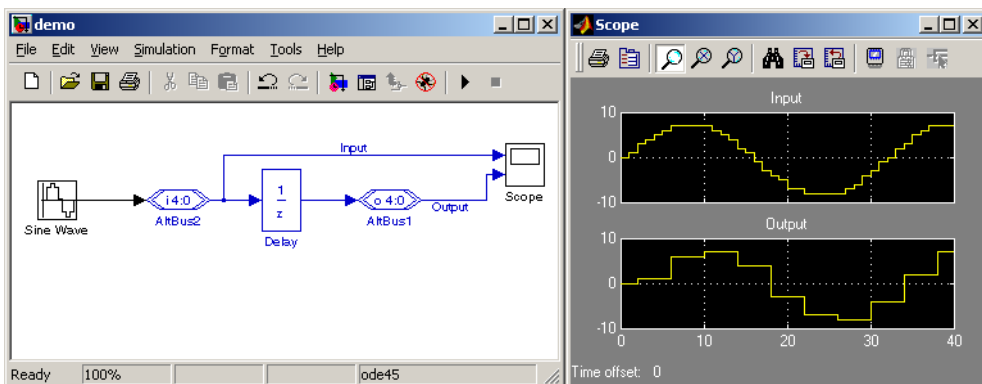 demo
File Edit View Simulation Format Tools Help
Input
Sine Wave
i 4:0
AltBus2
1
z
Delay
o 4:0
AltBus1
Output
Scope
Ready 100% ode45
Scope
Input
10
0
-10
Output
10
0
-10
0 10 20 30 40
Time offset: 0